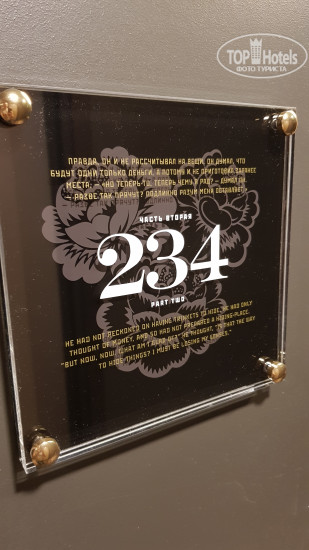 TOP Hotels
ФОТО ТУРИСТА
ПРАВДА, ОН И НЕ РАССЧИТЫВАЛ НА ВЕЩИ, ОН ДУМАЛ, ЧТО
БУДУТ ОДНИ ТОЛЬКО ДЕНЬГИ, А ПОТОМУ И НЕ ПРИГОТОВИЛ ЗАРАНЕЕ
МЕСТА, — «НО ТЕПЕРЬ-ТО, ТЕПЕРЬ ЧЕМУ Я РАД? — ДУМАЛ ОН.
— РАЗВЕ ТАК ПРЯЧУТ? ПОДЛИННО РАЗУМ МЕНЯ ОСТАВЛЯЕТ!»
ЧАСТЬ ВТОРАЯ
234
PART TWO
HE HAD NOT RECKONED ON HAVING TRINKETS TO HIDE. HE HAD ONLY
THOUGHT OF MONEY, AND SO HAD NOT PREPARED A HIDING-PLACE.
"BUT NOW, NOW, WHAT AM I GLAD OF?" HE THOUGHT, "IS THAT THE WAY
TO HIDE THINGS? I MUST BE LOSING MY SENSES."